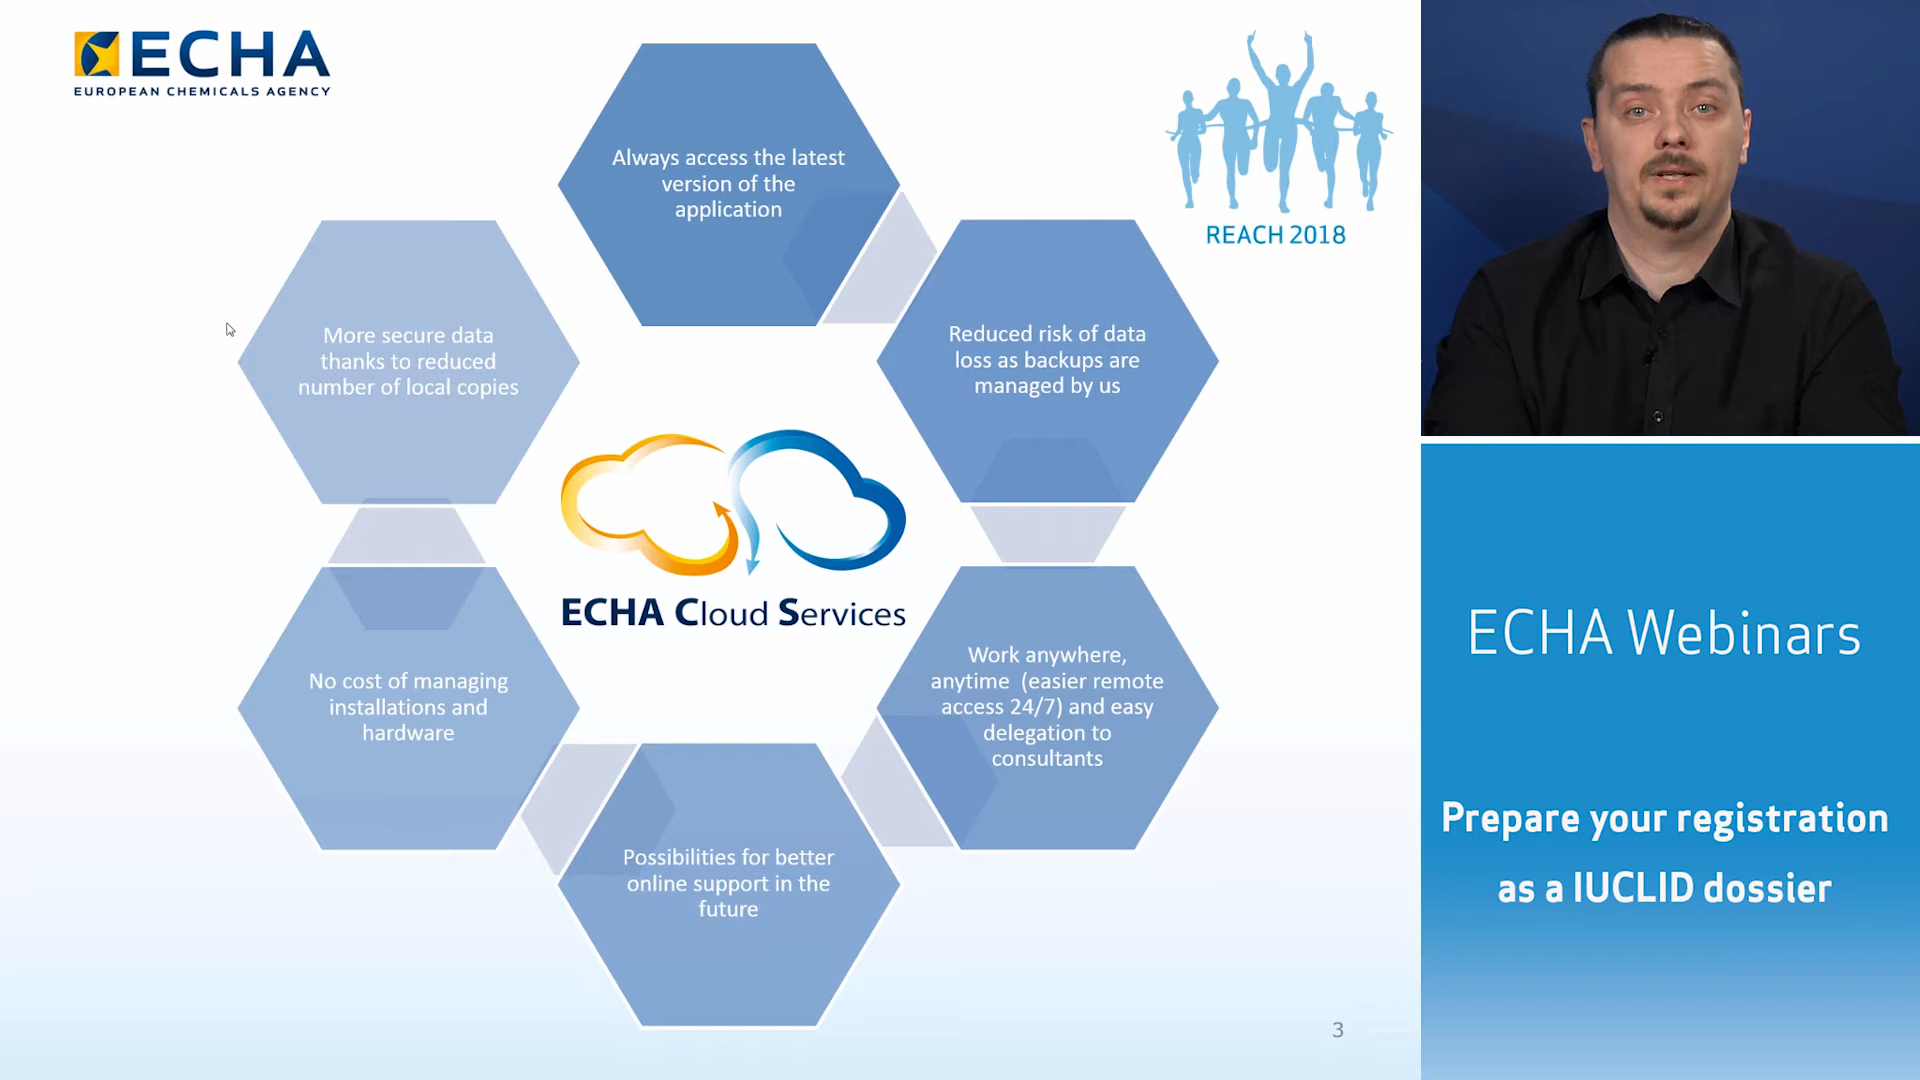 ECHA
EUROPEAN CHEMICALS AGENCY
Always access the latest
version of the
application
REACH 2018
More secure data
thanks to reduced
number of local copies
Reduced risk of data
loss as backups are
managed by us
ECHA Cloud Services
No cost of managing
installations and
hardware
Work anywhere,
anytime (easier remote
access 24/7) and easy
delegation to
consultants
Possibilities for better
online support in the
future
3
ECHA Webinars
Prepare your registration
as a IUCLID dossier